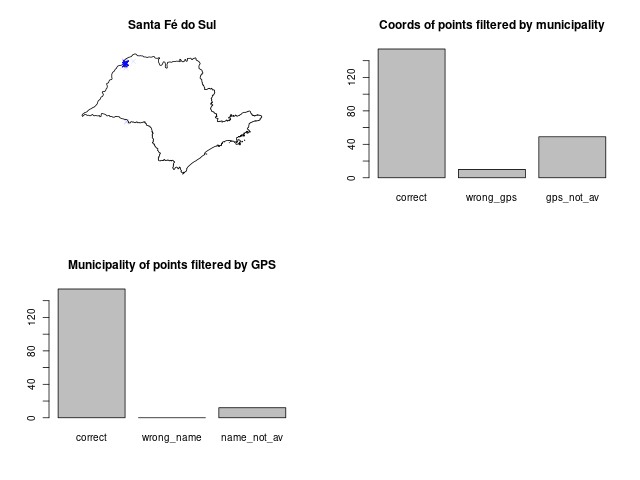 Santa Fé do Sul
Coords of points filtered by municipality
0
40
80
120
correct
wrong_gps
gps_not_av
Municipality of points filtered by GPS
0
40
80
120
correct
wrong_name
name_not_av